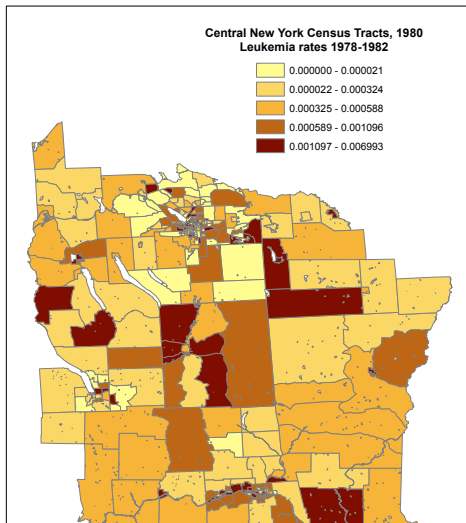 Central New York Census Tracts, 1980
Leukemia rates 1978-1982
0.000000 - 0.000021
0.000022 - 0.000324
0.000325 - 0.000588
0.000589 - 0.001096
0.001097 - 0.006993